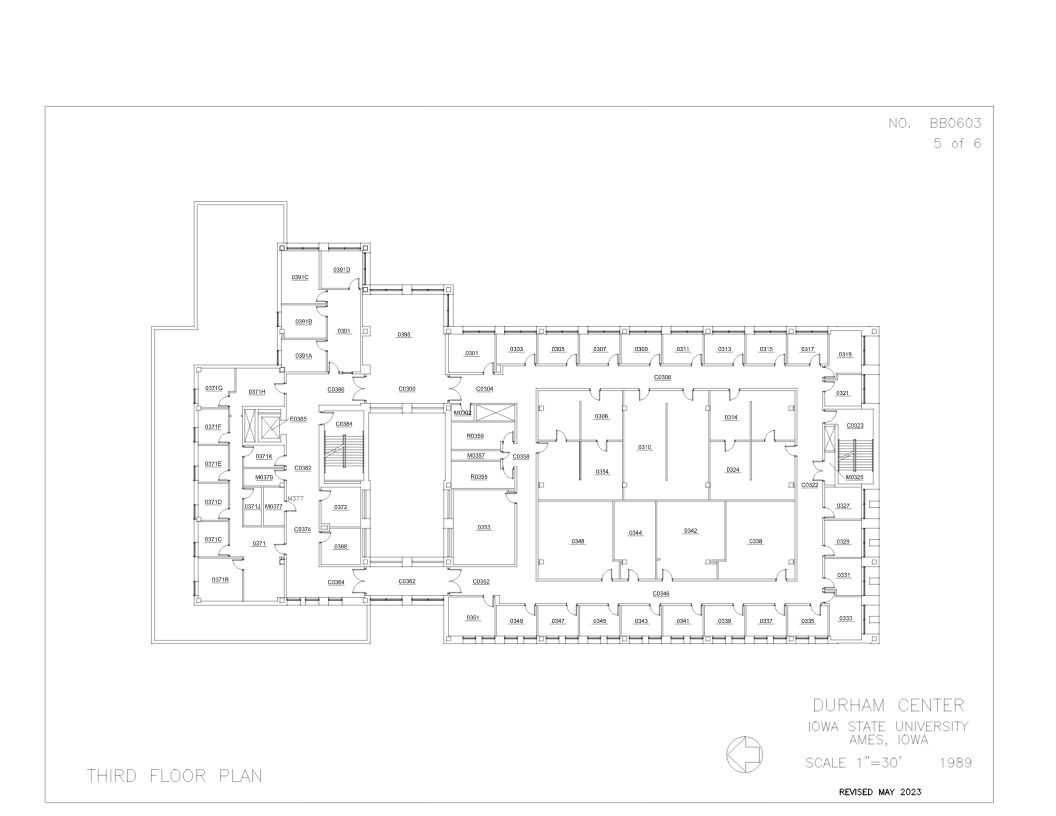 NO. BB0603
5 of 6
0391C
0391D
0391B
0391
0391A
0395
0301
0303
0305
0307
0309
0311
0313
0315
0317
0319
0321
C0308
0371G
0371H
C0386
C0300
C0304
M0302
0306
0310
0314
C0323
0371F
E0385
C0384
R0359
M0357
C0358
0371K
0371E
C0382
R0355
0354
0324
C0322
M0325
M0379
0371D
0371J
M0377
M377
0372
0353
0327
0371C
0371
C0374
0368
0348
0344
0342
0338
0329
0371B
C0364
C0362
C0352
C0346
0331
0351
0349
0347
0345
0343
0341
0339
0337
0335
0333
DURHAM CENTER
IOWA STATE UNIVERSITY
AMES, IOWA
SCALE 1"=30' 1989
THIRD FLOOR PLAN
REVISED MAY 2023